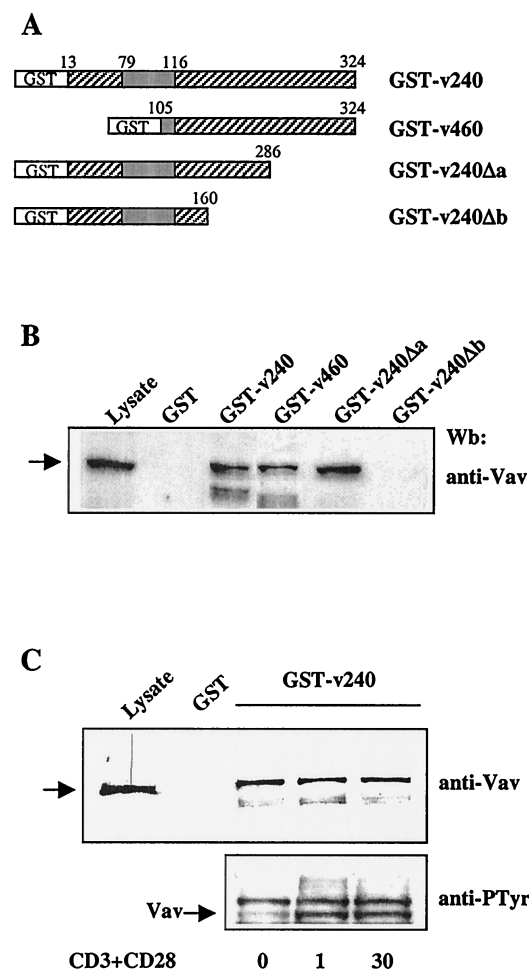 A
13 79 116 324
GST GST-v240
105 324
GST GST-v460
286
GST GST-v240Δa
160
GST GST-v240Δb
B
Lysate GST GST-v240 GST-v460 GST-v240Δa GST-v240Δb
Wb:
anti-Vav
C
Lysate GST GST-v240
anti-Vav
Vav anti-PTyr
CD3+CD28 0 1 30